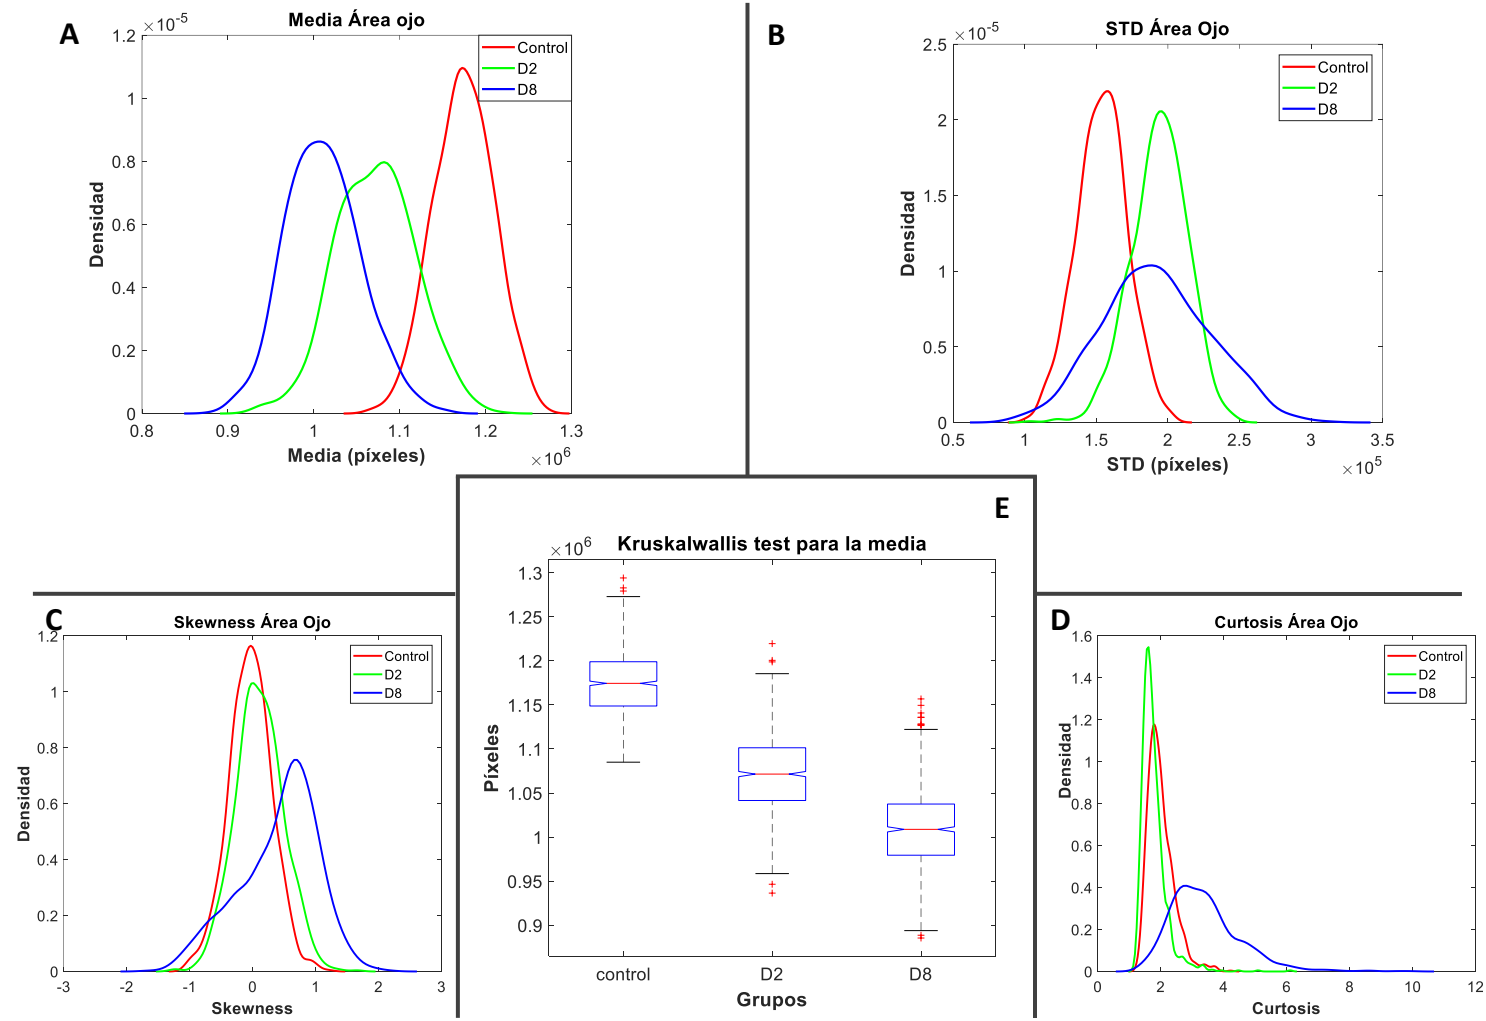 A
Media Área ojo
×10^-5
1.2
1
0.8
0.6
0.4
0.2
0
Densidad
Control
D2
D8
0.8 0.9 1 1.1 1.2 1.3
Media (píxeles)
×10^6
B
STD Área Ojo
×10^-5
2.5
2
1.5
1
0.5
0
Densidad
Control
D2
D8
0.5 1 1.5 2 2.5 3 3.5
STD (píxeles)
×10^5
C
Skewness Área Ojo
1.2
1
0.8
0.6
0.4
0.2
0
Densidad
Control
D2
D8
-3 -2 -1 0 1 2 3
Skewness
E
Kruskalwallis test para la media
×10^6
1.3
1.25
1.2
1.15
1.1
1.05
1
0.95
0.9
Píxeles
control D2 D8
Grupos
D
Curtosis Área Ojo
1.6
1.4
1.2
1
0.8
0.6
0.4
0.2
0
Densidad
Control
D2
D8
0 2 4 6 8 10 12
Curtosis